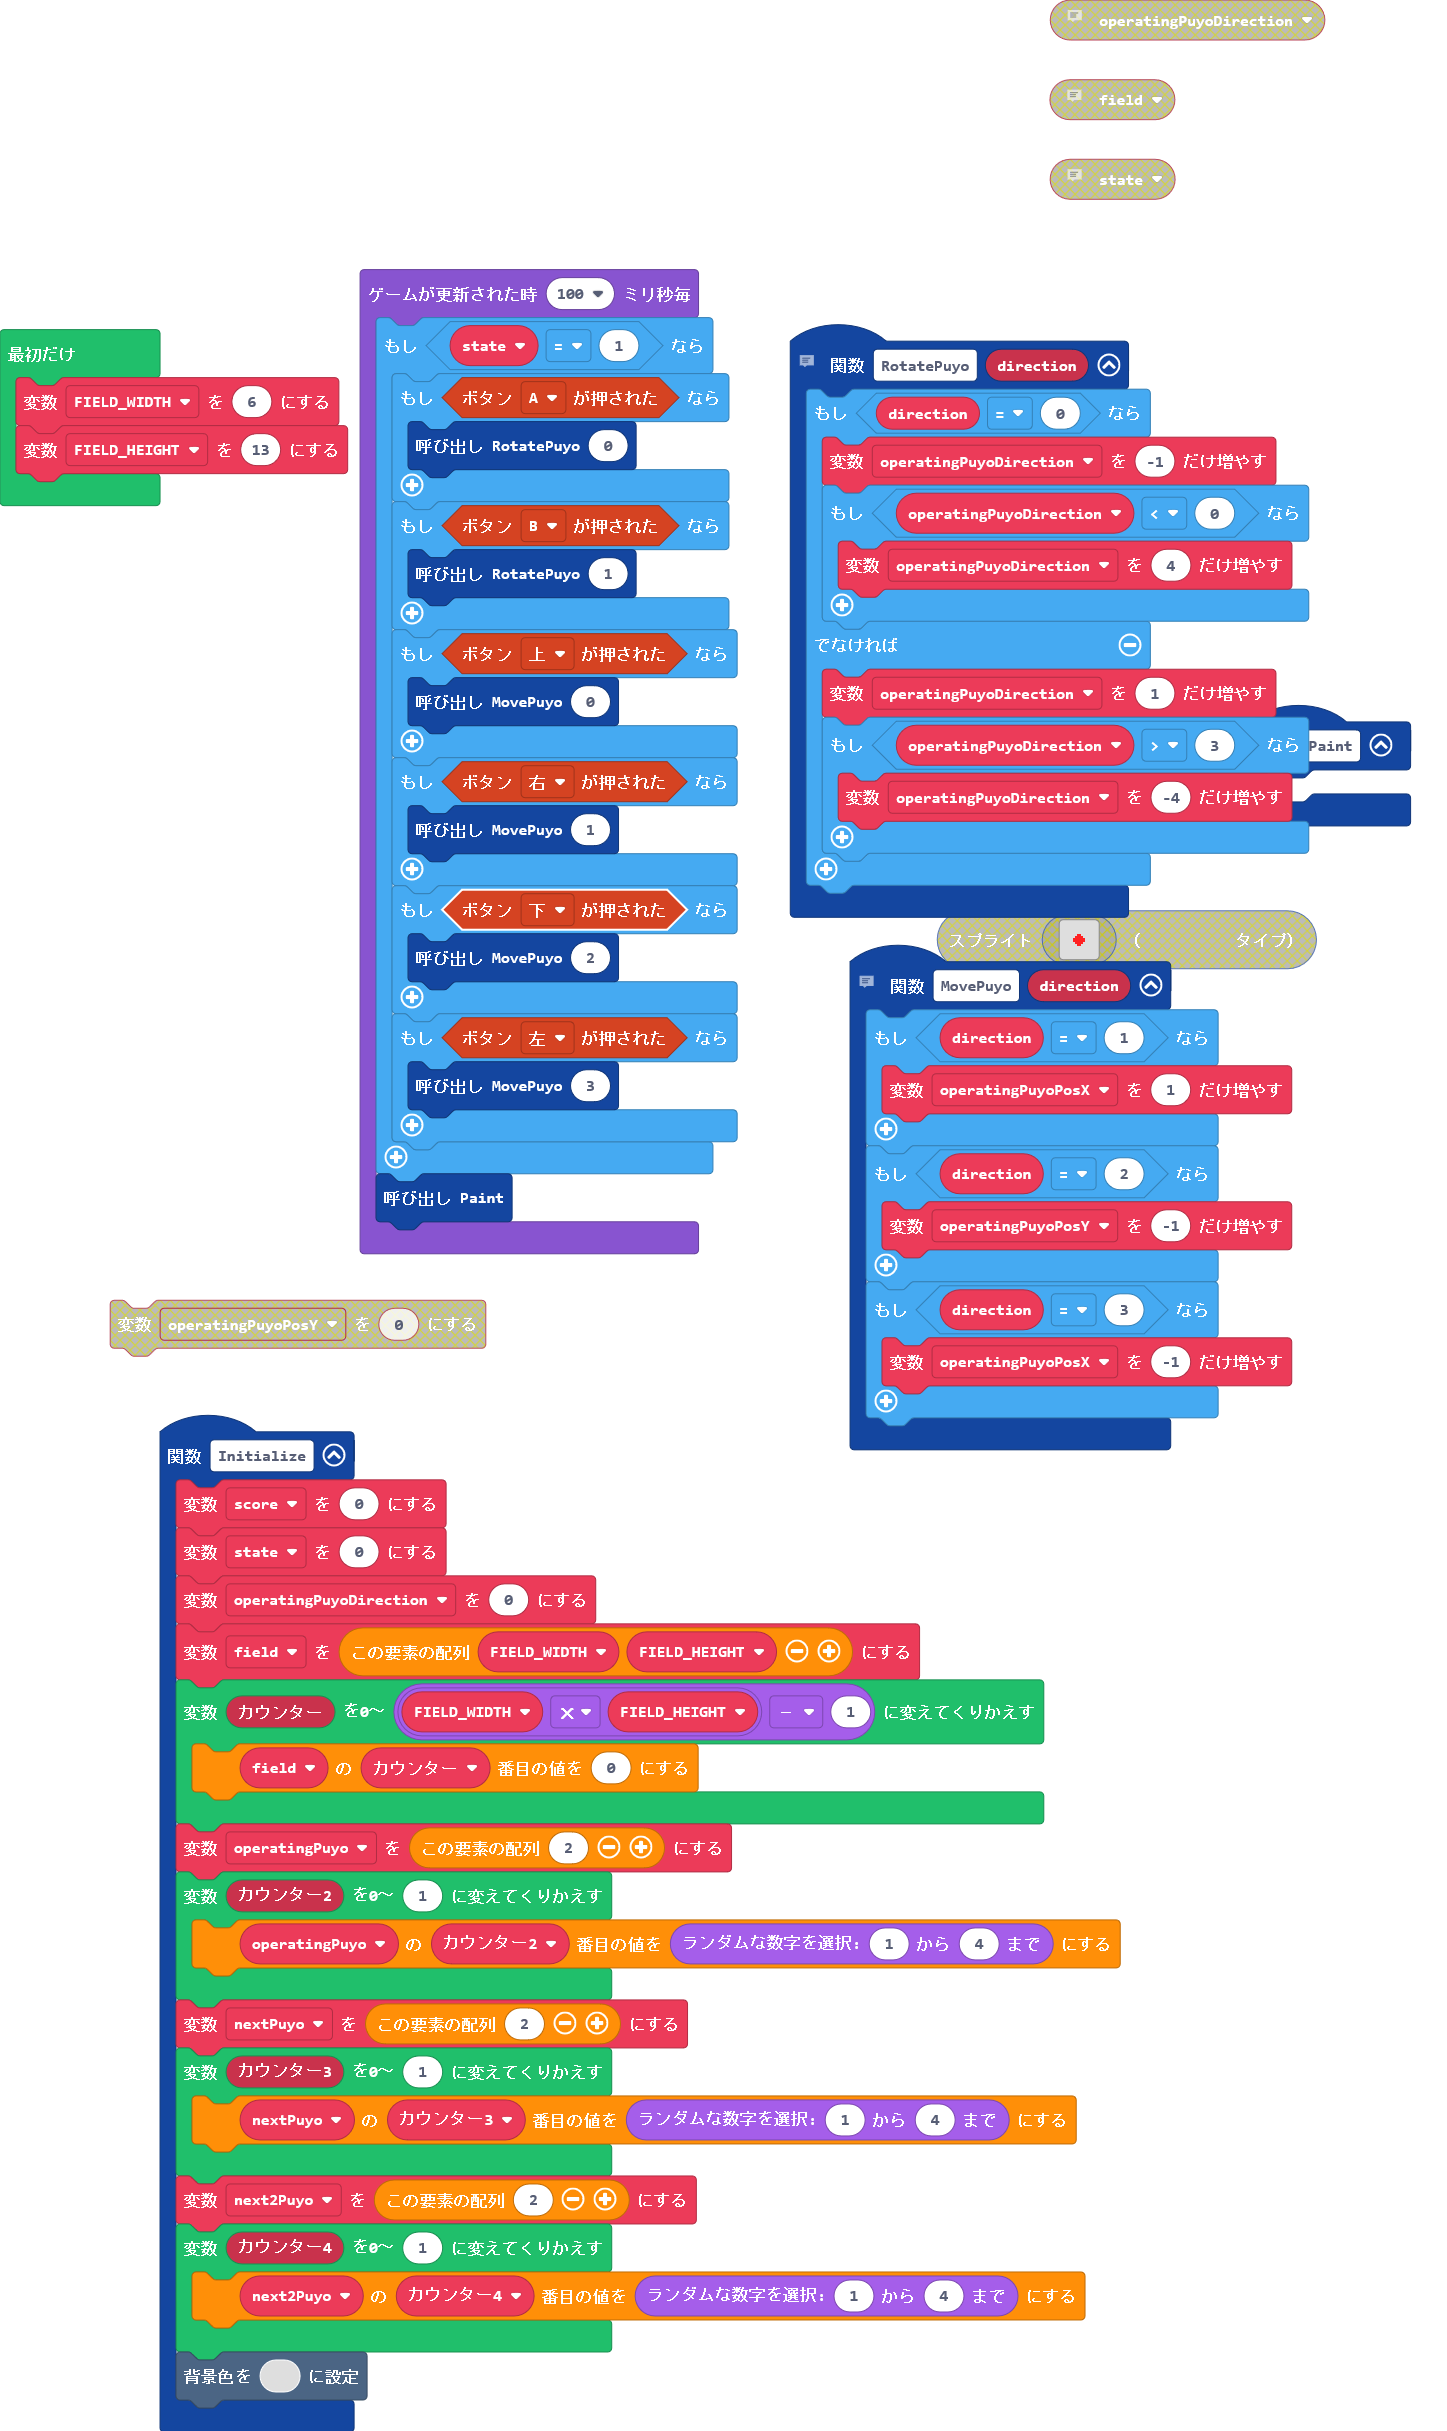 operatingPuyoDirection
field
state
最初だけ
変数 FIELD_WIDTH を 6 にする
変数 FIELD_HEIGHT を 13 にする
ゲームが更新された時 100 ミリ秒毎
もし state = 1 なら
もし ボタン A が押された なら
呼び出し RotatePuyo 0
もし ボタン B が押された なら
呼び出し RotatePuyo 1
もし ボタン 上 が押された なら
呼び出し MovePuyo 0
もし ボタン 右 が押された なら
呼び出し MovePuyo 1
もし ボタン 下 が押された なら
呼び出し MovePuyo 2
もし ボタン 左 が押された なら
呼び出し MovePuyo 3
呼び出し Paint
関数 RotatePuyo direction
もし direction = 0 なら
変数 operatingPuyoDirection を -1 だけ増やす
もし operatingPuyoDirection < 0 なら
変数 operatingPuyoDirection を 4 だけ増やす
でなければ
変数 operatingPuyoDirection を 1 だけ増やす
もし operatingPuyoDirection > 3 なら
変数 operatingPuyoDirection を -4 だけ増やす
Paint
スプライト ( タイプ)
関数 MovePuyo direction
もし direction = 1 なら
変数 operatingPuyoPosX を 1 だけ増やす
もし direction = 2 なら
変数 operatingPuyoPosY を -1 だけ増やす
もし direction = 3 なら
変数 operatingPuyoPosX を -1 だけ増やす
変数 operatingPuyoPosY を 0 にする
関数 Initialize
変数 score を 0 にする
変数 state を 0 にする
変数 operatingPuyoDirection を 0 にする
変数 field を この要素の配列 FIELD_WIDTH FIELD_HEIGHT にする
変数 カウンター を0～ FIELD_WIDTH × FIELD_HEIGHT - 1 に変えてくりかえす
field の カウンター 番目の値を 0 にする
変数 operatingPuyo を この要素の配列 2 にする
変数 カウンター2 を0～ 1 に変えてくりかえす
operatingPuyo の カウンター2 番目の値を ランダムな数字を選択: 1 から 4 まで にする
変数 nextPuyo を この要素の配列 2 にする
変数 カウンター3 を0～ 1 に変えてくりかえす
nextPuyo の カウンター3 番目の値を ランダムな数字を選択: 1 から 4 まで にする
変数 next2Puyo を この要素の配列 2 にする
変数 カウンター4 を0～ 1 に変えてくりかえす
next2Puyo の カウンター4 番目の値を ランダムな数字を選択: 1 から 4 まで にする
背景色を に設定